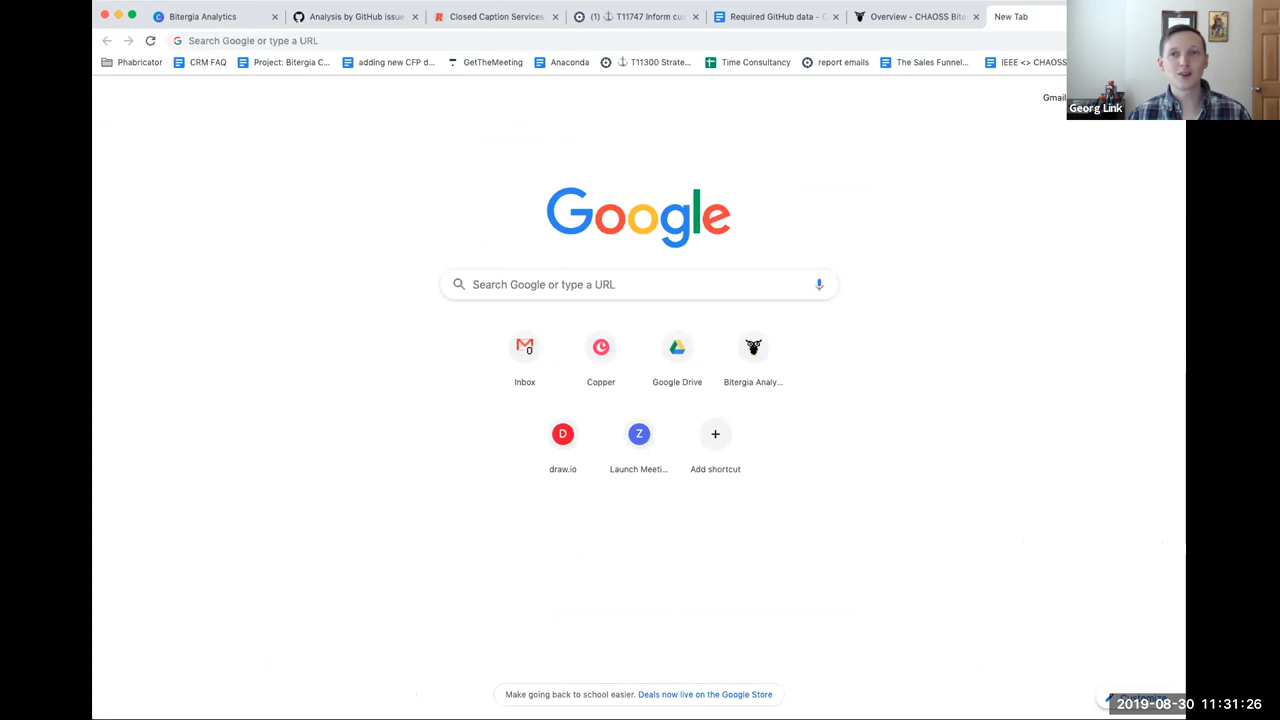 Bitergia Analytics
Analysis by GitHub issue
Closed Caption Services
(1) T11747 Inform cu
Required GitHub data - C
Overview - CHAOSS Bit
New Tab
Search Google or type a URL
Phabricator
CRM FAQ
Project: Bitergia C...
adding new CFP d...
GetTheMeeting
Anaconda
T11300 Strate...
Time Consultancy
report emails
The Sales Funnel...
IEEE <> CHAOSS
Gmail
Georg Link
Google
Search Google or type a URL
0
Inbox
Copper
Google Drive
Bitergia Analy...
D
Z
draw.io
Launch Meeti...
Add shortcut
Make going back to school easier. Deals now live on the Google Store
Customize
2019-08-30 11:31:26